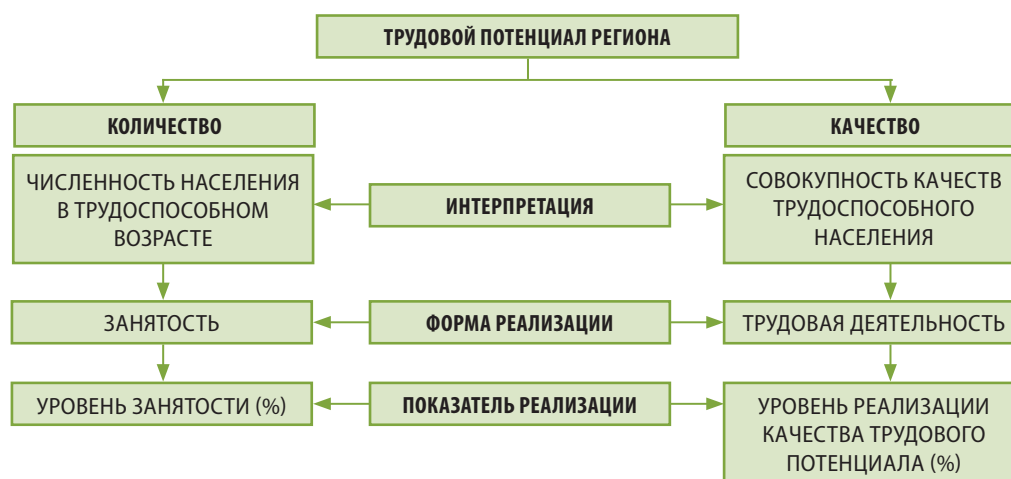 ТРУДОВОЙ ПОТЕНЦИАЛ РЕГИОНА
КОЛИЧЕСТВО
КАЧЕСТВО
ЧИСЛЕННОСТЬ НАСЕЛЕНИЯ
В ТРУДОСПОСОБНОМ
ВОЗРАСТЕ
ИНТЕРПРЕТАЦИЯ
СОВОКУПНОСТЬ КАЧЕСТВ
ТРУДОСПОСОБНОГО
НАСЕЛЕНИЯ
ЗАНЯТОСТЬ
ФОРМА РЕАЛИЗАЦИИ
ТРУДОВАЯ ДЕЯТЕЛЬНОСТЬ
УРОВЕНЬ ЗАНЯТОСТИ (%)
ПОКАЗАТЕЛЬ РЕАЛИЗАЦИИ
УРОВЕНЬ РЕАЛИЗАЦИИ
КАЧЕСТВА ТРУДОВОГО
ПОТЕНЦИАЛА (%)